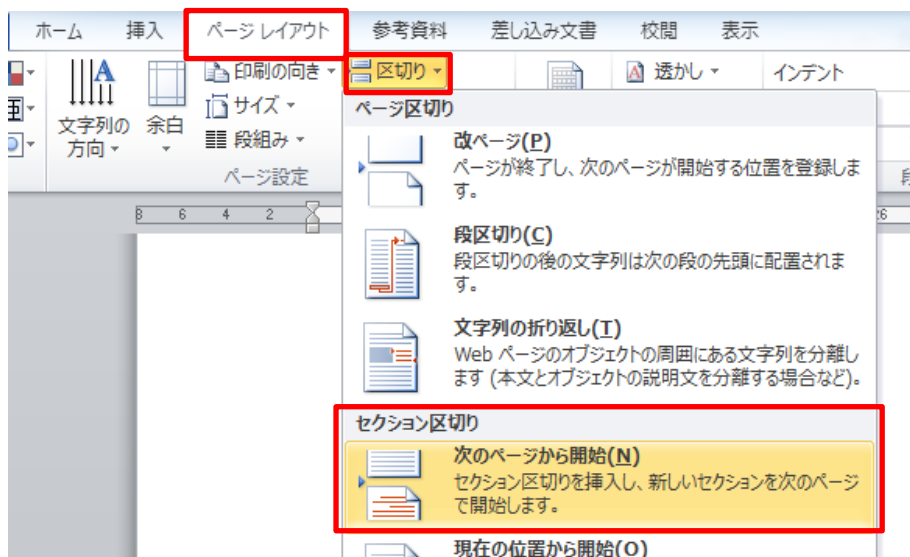 ホーム 挿入 ページ レイアウト 参考資料 差し込み文書 校閲 表示
印刷の向き 区切り 透かし インデント
サイズ
文字列の 余白
方向
段組み
ページ設定
8 6 4 2
ページ区切り
改ページ(P)
ページが終了し、次のページが開始する位置を登録しま
す。
段区切り(C)
段区切りの後の文字列は次の段の先頭に配置されま
す。
文字列の折り返し(T)
Web ページのオブジェクトの周囲にある文字列を分離し
ます (本文とオブジェクトの説明文を分離する場合など)。
セクション区切り
次のページから開始(N)
セクション区切りを挿入し、新しいセクションを次のページ
で開始します。
現在の位置から開始(O)